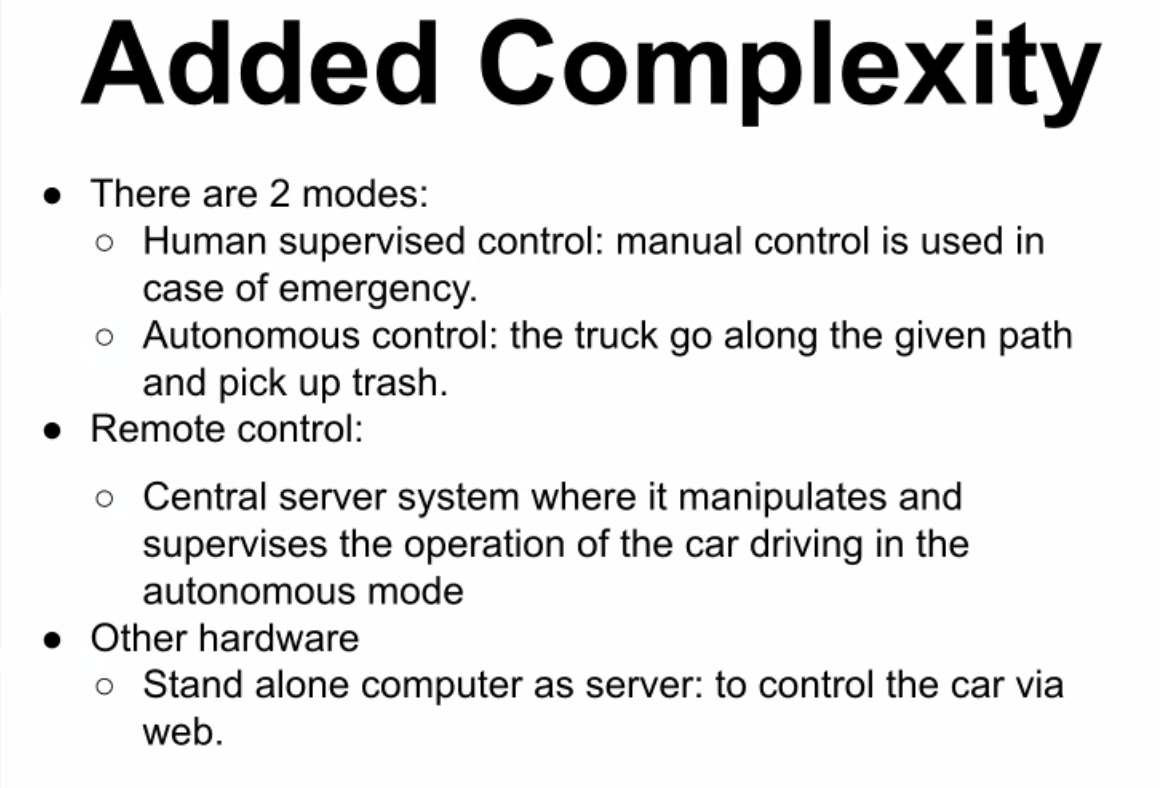 Added Complexity
● There are 2 modes:
○ Human supervised control: manual control is used in
case of emergency.
○ Autonomous control: the truck go along the given path
and pick up trash.
● Remote control:
○ Central server system where it manipulates and
supervises the operation of the car driving in the
autonomous mode
● Other hardware
○ Stand alone computer as server: to control the car via
web.